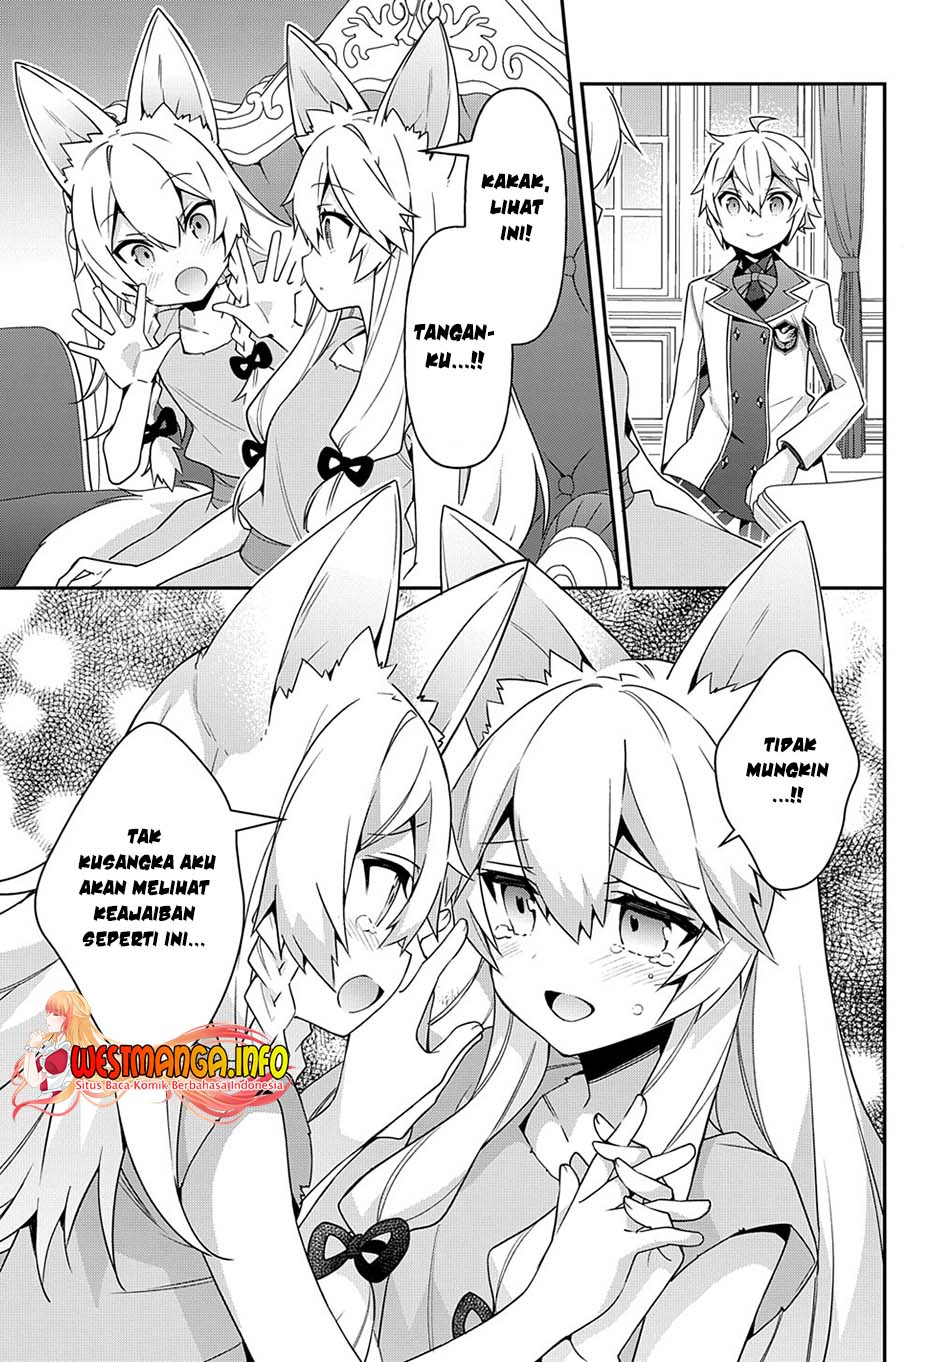 KAKAK,
LIHAT
INI!
TANGAN-
KU...!!
TIDAK
MUNGKIN
...!!
TAK
KUSANGKA AKU
AKAN MELIHAT
KEAJAIBAN
SEPERTI INI...
WESTMANGA.INFO
Situs Baca Komik Berbahasa Indonesia